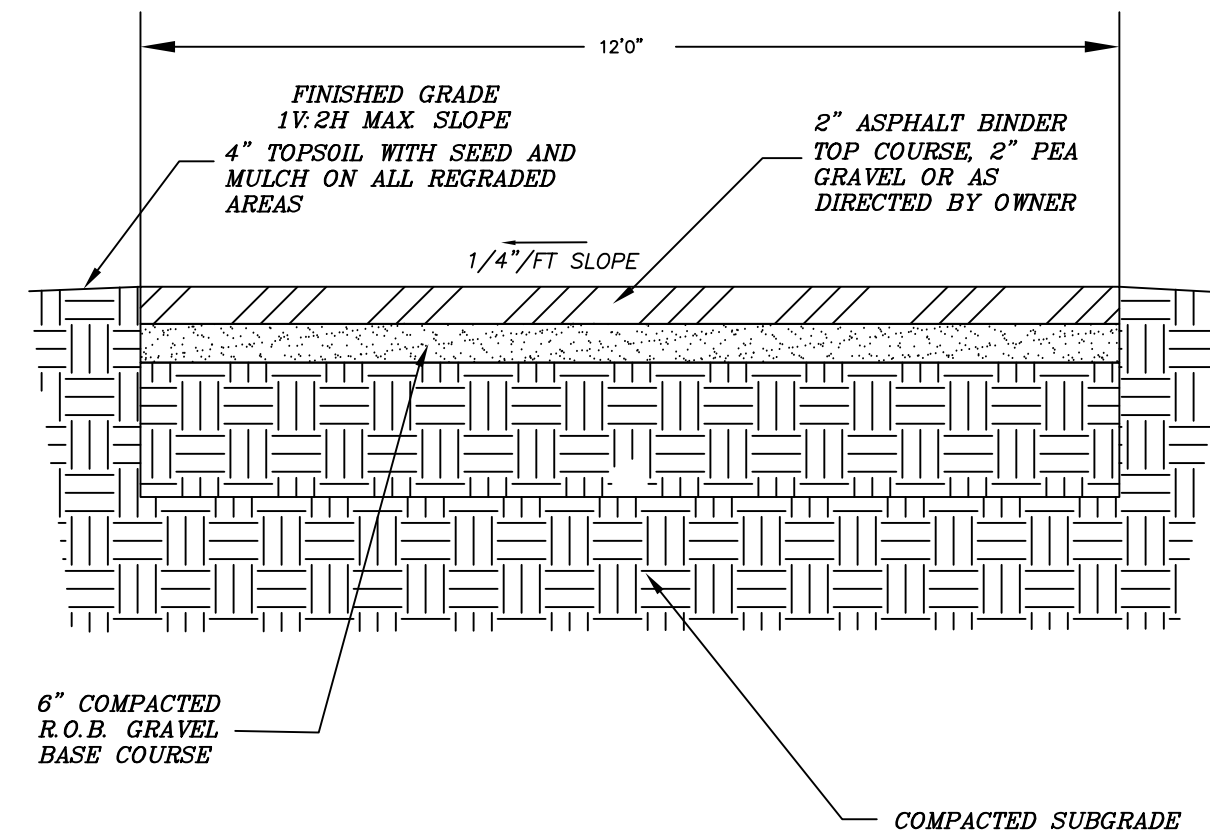 12'0"
FINISHED GRADE
1V:2H MAX. SLOPE
4" TOPSOIL WITH SEED AND
MULCH ON ALL REGRADED
AREAS
2" ASPHALT BINDER
TOP COURSE, 2" PEA
GRAVEL OR AS
DIRECTED BY OWNER
1/4"/FT SLOPE
6" COMPACTED
R.O.B. GRAVEL
BASE COURSE
COMPACTED SUBGRADE